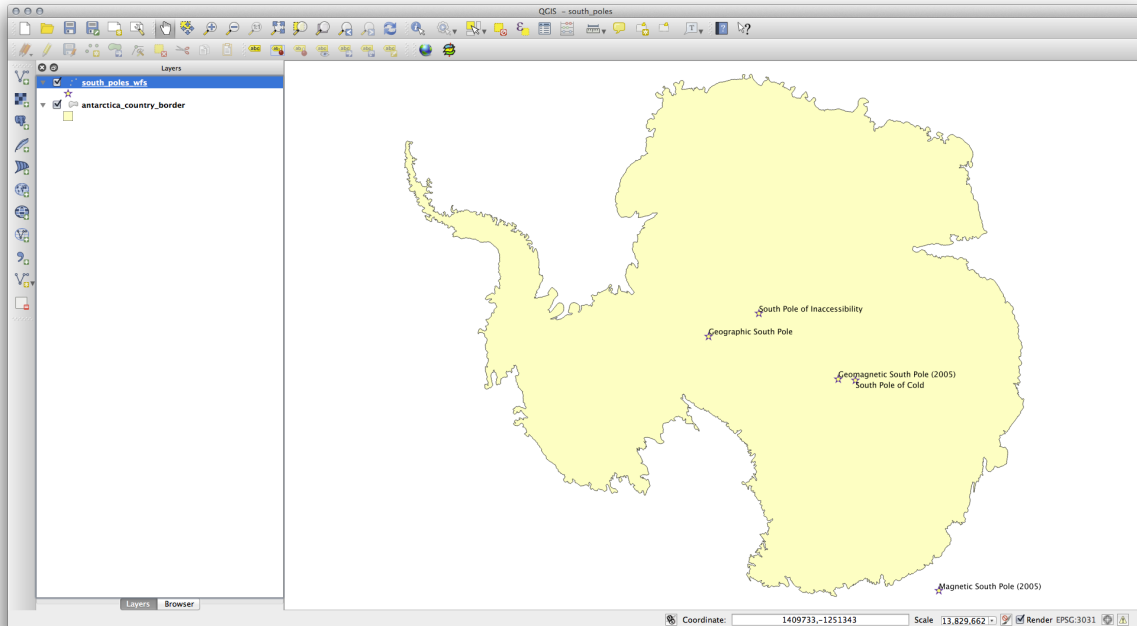 QGIS – south_poles
Layers
south_poles_wfs
antarctica_country_border
South Pole of Inaccessibility
Geographic South Pole
Geomagnetic South Pole (2005)
South Pole of Cold
Magnetic South Pole (2005)
Layers Browser
Coordinate: 1409733,-1251343 Scale 13,829,662 Render EPSG:3031